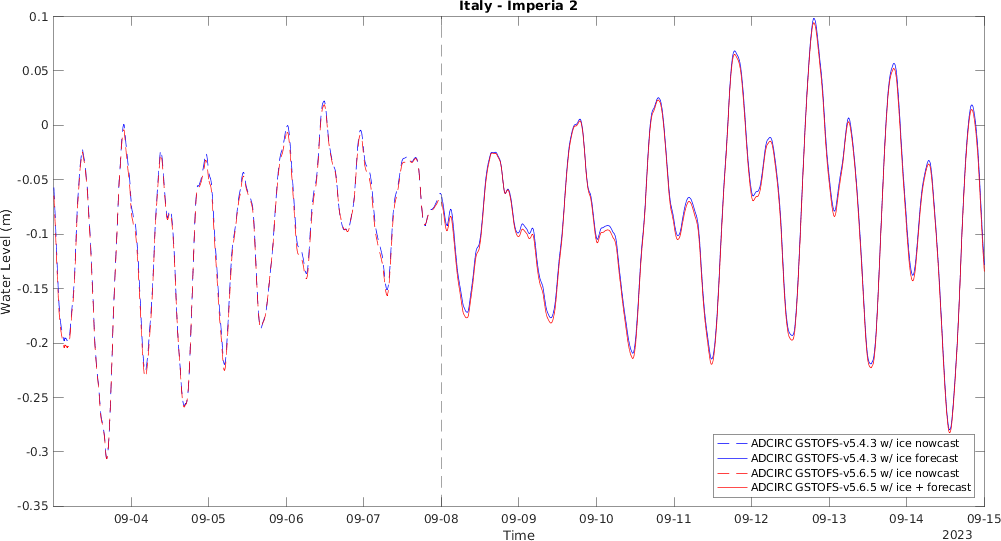 Italy - Imperia 2
0.1
0.05
0
-0.05
-0.1
-0.15
-0.2
-0.25
-0.3
-0.35
Water Level (m)
09-04 09-05 09-06 09-07 09-08 09-09 09-10 09-11 09-12 09-13 09-14 09-15
Time
2023
ADCIRC GSTOFS-v5.4.3 w/ ice nowcast
ADCIRC GSTOFS-v5.4.3 w/ ice forecast
ADCIRC GSTOFS-v5.6.5 w/ ice nowcast
ADCIRC GSTOFS-v5.6.5 w/ ice + forecast